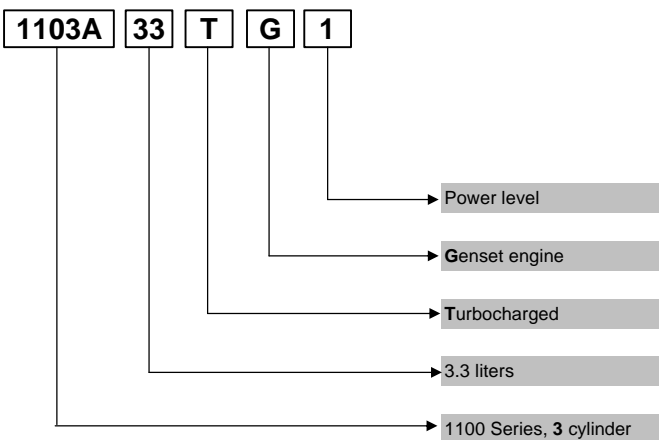 1103A 33 T G 1
Power level
Genset engine
Turbocharged
3.3 liters
1100 Series, 3 cylinder